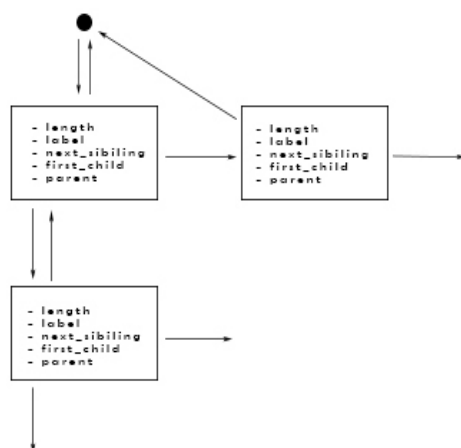 - length
- label
- next_sibiling
- first_child
- parent
- length
- label
- next_sibiling
- first_child
- parent
- length
- label
- next_sibiling
- first_child
- parent